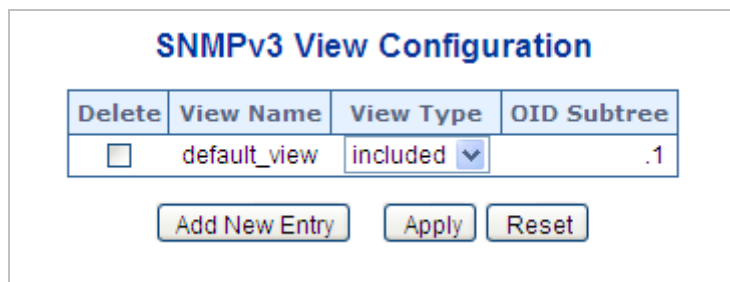 SNMPv3 View Configuration
Delete View Name View Type OID Subtree
default_view included .1
Add New Entry Apply Reset